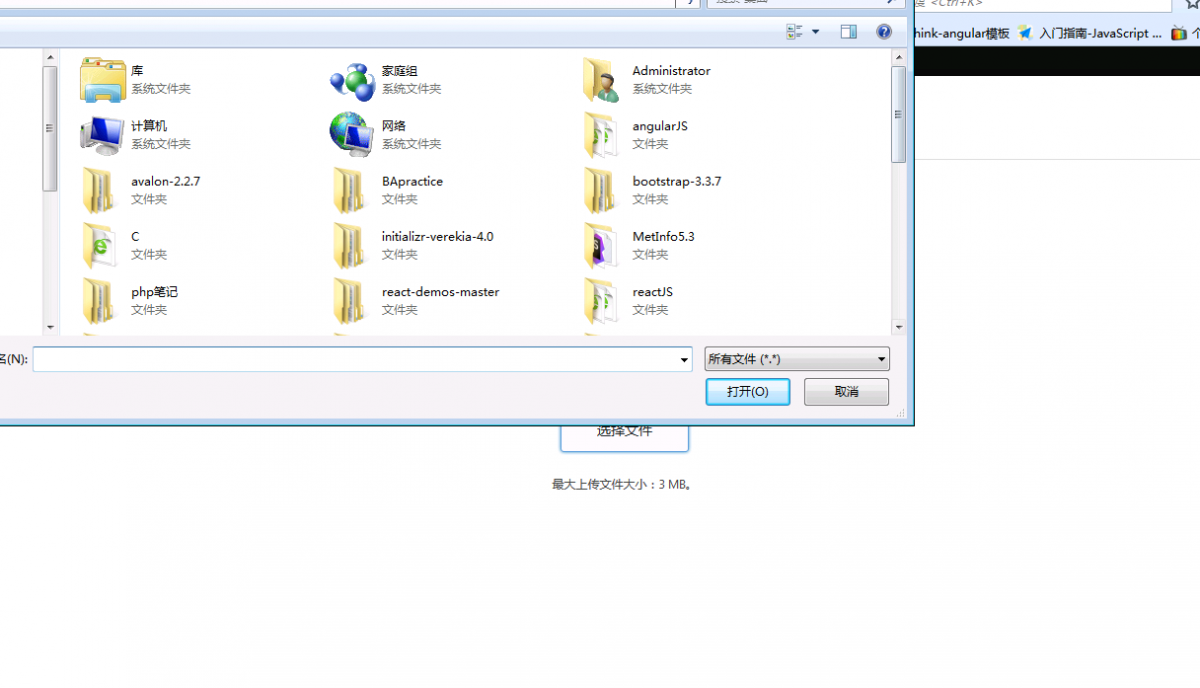 <Ctrl+K>
hink-angular模板 入门指南-JavaScript ... 个
库
系统文件夹
家庭组
系统文件夹
Administrator
系统文件夹
计算机
系统文件夹
网络
系统文件夹
angularJS
文件夹
avalon-2.2.7
文件夹
BApractice
文件夹
bootstrap-3.3.7
文件夹
C
文件夹
initializr-verekia-4.0
文件夹
MetInfo5.3
文件夹
php笔记
文件夹
react-demos-master
文件夹
reactJS
文件夹
名(N):
所有文件 (*.*)
打开(O)
取消
选择文件
最大上传文件大小：3 MB。